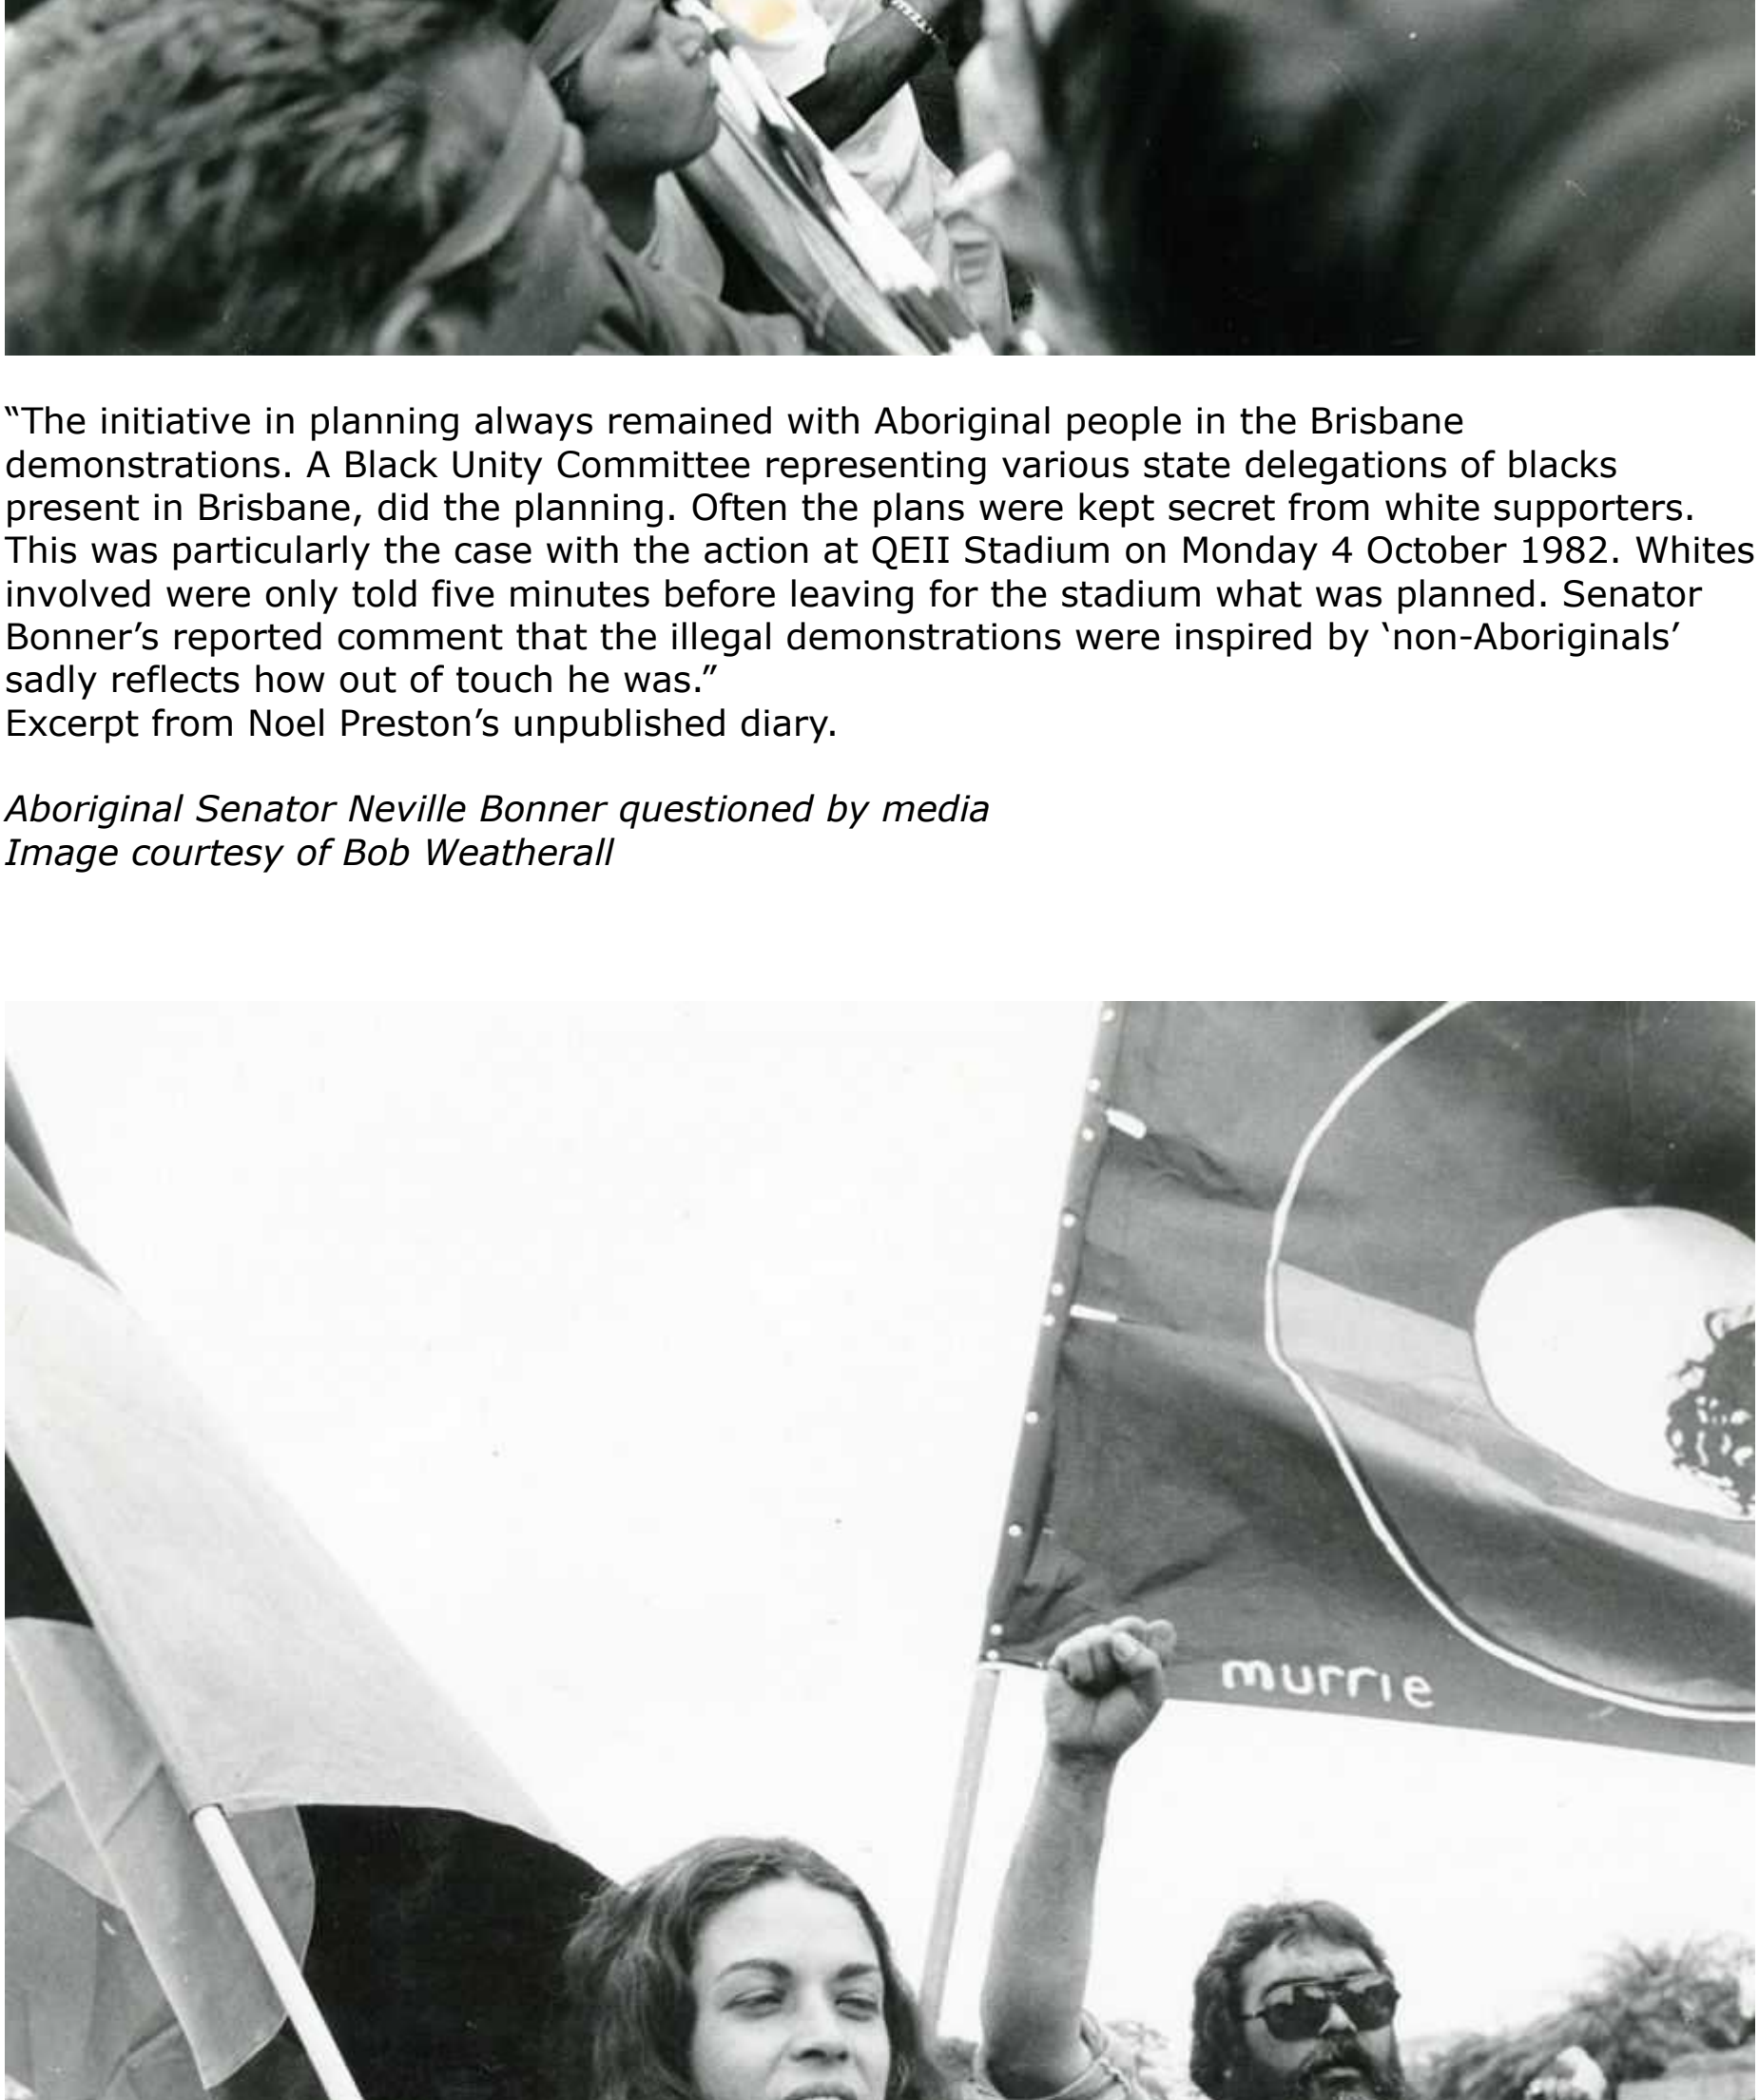 “The initiative in planning always remained with Aboriginal people in the Brisbane
demonstrations. A Black Unity Committee representing various state delegations of blacks
present in Brisbane, did the planning. Often the plans were kept secret from white supporters.
This was particularly the case with the action at QEII Stadium on Monday 4 October 1982. Whites
involved were only told five minutes before leaving for the stadium what was planned. Senator
Bonner’s reported comment that the illegal demonstrations were inspired by ‘non-Aboriginals’
sadly reflects how out of touch he was.”
Excerpt from Noel Preston’s unpublished diary.
Aboriginal Senator Neville Bonner questioned by media
Image courtesy of Bob Weatherall
murrie